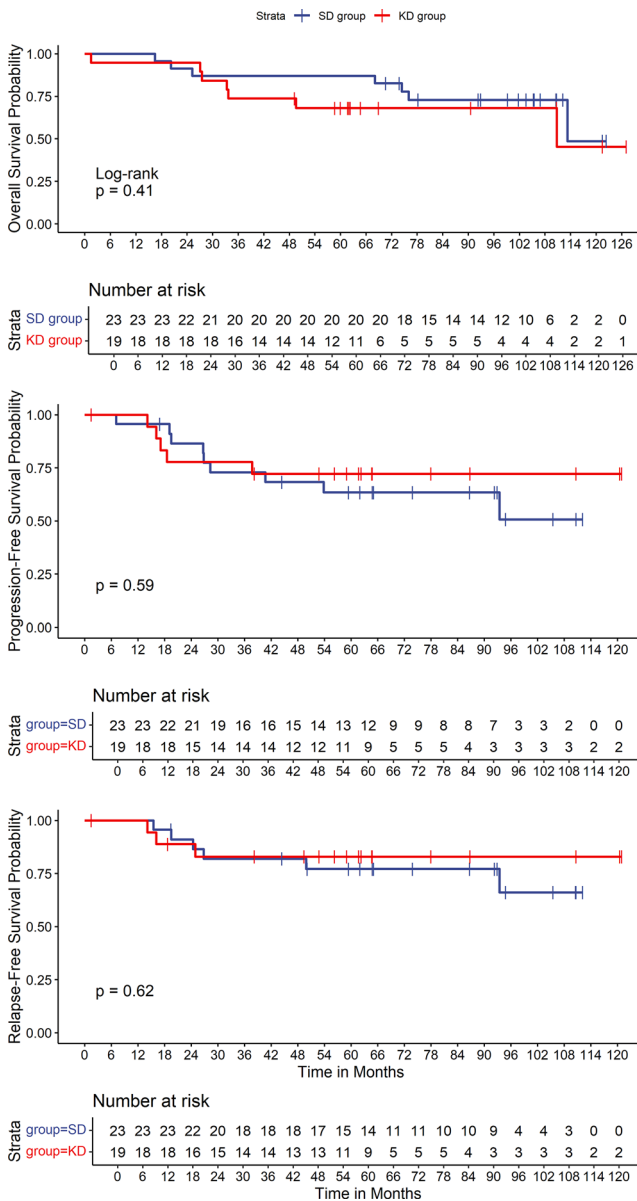 Strata SD group KD group
Overall Survival Probability
1.00
0.75
0.50
0.25
0.00
Log-rank
p = 0.41
0 6 12 18 24 30 36 42 48 54 60 66 72 78 84 90 96 102 108 114 120 126
Number at risk
Strata
SD group 23 23 23 22 21 20 20 20 20 20 20 20 18 15 14 14 12 10 6 2 2 0
KD group 19 18 18 18 18 16 14 14 14 12 11 6 5 5 5 5 4 4 4 2 2 1
0 6 12 18 24 30 36 42 48 54 60 66 72 78 84 90 96 102 108 114 120 126
Progression-Free Survival Probability
1.00
0.75
0.50
0.25
0.00
p = 0.59
0 6 12 18 24 30 36 42 48 54 60 66 72 78 84 90 96 102 108 114 120
Number at risk
Strata
group=SD 23 23 22 21 19 16 16 15 14 13 12 9 9 8 8 7 3 3 2 0 0
group=KD 19 18 18 15 14 14 14 12 12 11 9 5 5 5 4 3 3 3 3 2 2
0 6 12 18 24 30 36 42 48 54 60 66 72 78 84 90 96 102 108 114 120
Relapse-Free Survival Probability
1.00
0.75
0.50
0.25
0.00
p = 0.62
0 6 12 18 24 30 36 42 48 54 60 66 72 78 84 90 96 102 108 114 120
Time in Months
Number at risk
Strata
group=SD 23 23 23 22 20 18 18 18 17 15 14 11 11 10 10 9 4 4 3 0 0
group=KD 19 18 18 16 15 14 14 13 13 11 9 5 5 5 4 3 3 3 3 2 2
0 6 12 18 24 30 36 42 48 54 60 66 72 78 84 90 96 102 108 114 120
Time in Months